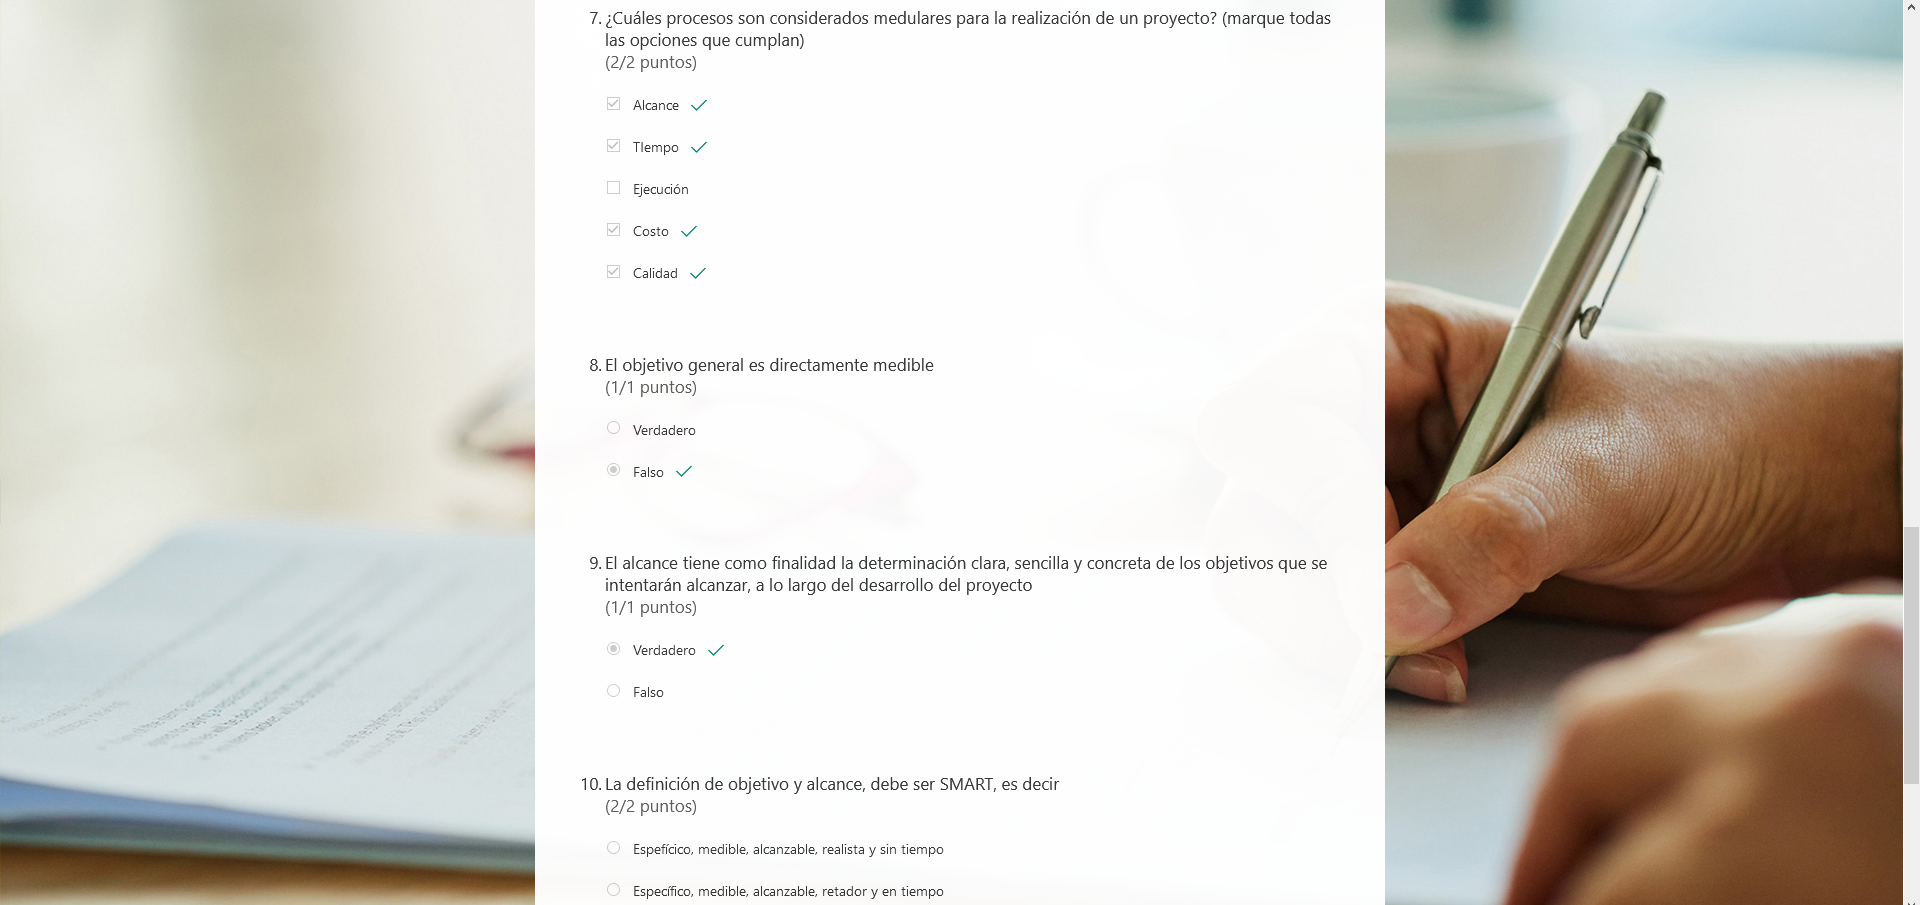 7. ¿Cuáles procesos son considerados medulares para la realización de un proyecto? (marque todas
las opciones que cumplan)
(2/2 puntos)
Alcance
TIempo
Ejecución
Costo
Calidad
8. El objetivo general es directamente medible
(1/1 puntos)
Verdadero
Falso
9. El alcance tiene como finalidad la determinación clara, sencilla y concreta de los objetivos que se
intentarán alcanzar, a lo largo del desarrollo del proyecto
(1/1 puntos)
Verdadero
Falso
10. La definición de objetivo y alcance, debe ser SMART, es decir
(2/2 puntos)
Espefícico, medible, alcanzable, realista y sin tiempo
Específico, medible, alcanzable, retador y en tiempo